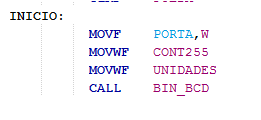 INICIO:
MOVF PORTA,W
MOVWF CONT255
MOVWF UNIDADES
CALL BIN_BCD